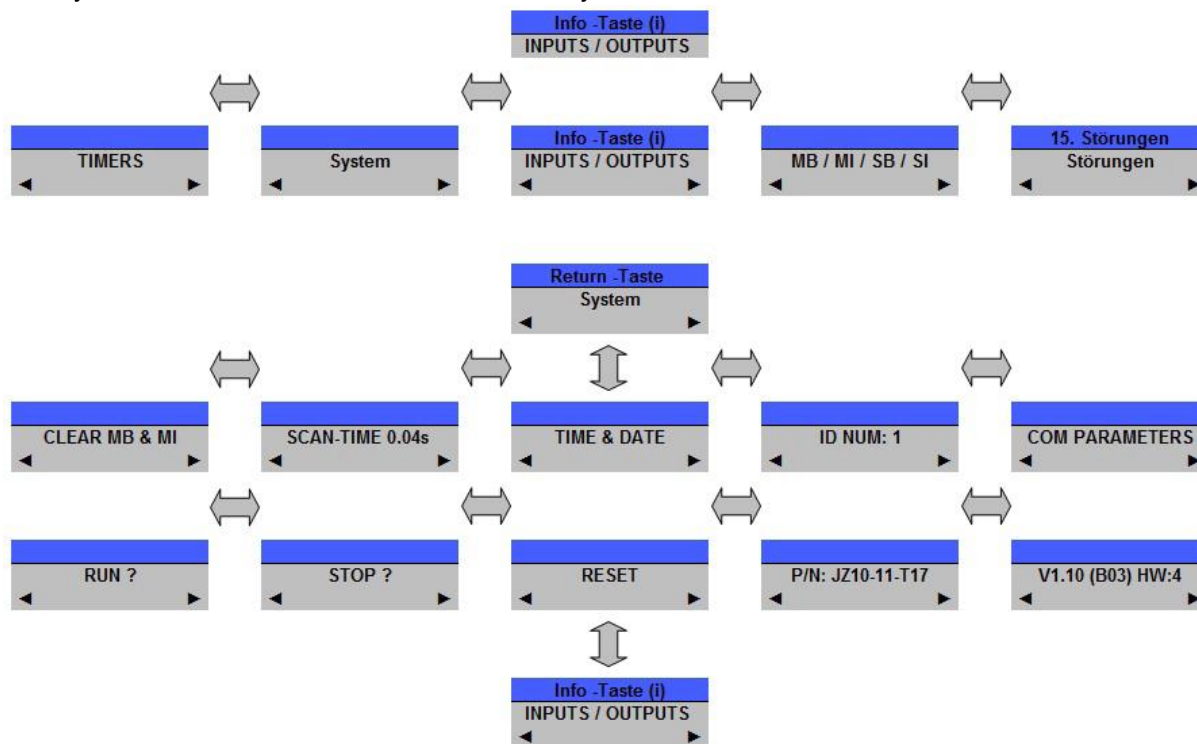 Info -Taste (i)
INPUTS / OUTPUTS
TIMERS
System
Info -Taste (i)
INPUTS / OUTPUTS
MB / MI / SB / SI
15. Störungen
Störungen
Return -Taste
System
CLEAR MB & MI
SCAN-TIME 0.04s
TIME & DATE
ID NUM: 1
COM PARAMETERS
RUN ?
STOP ?
RESET
P/N: JZ10-11-T17
V1.10 (B03) HW:4
Info -Taste (i)
INPUTS / OUTPUTS